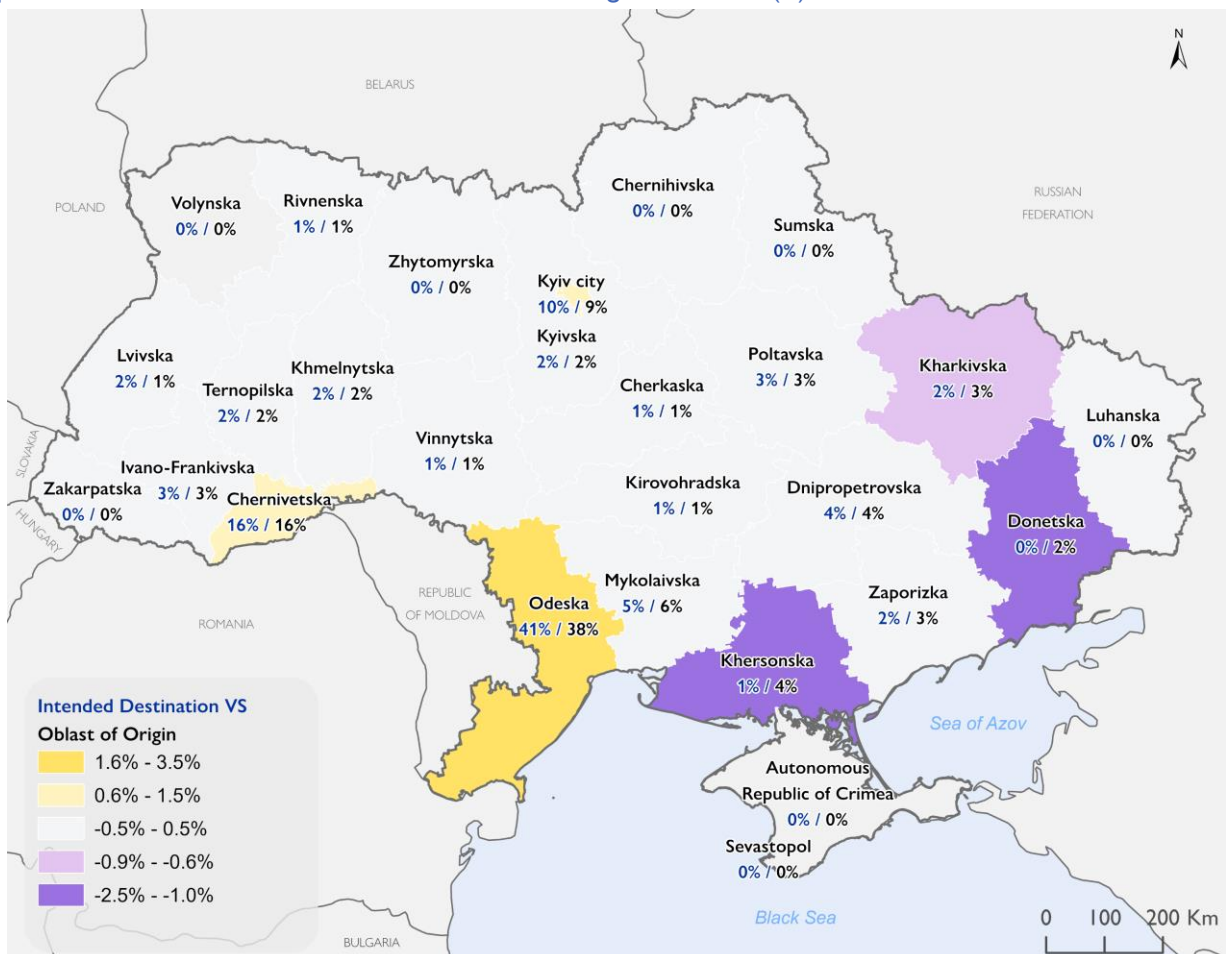 N
BELARUS
POLAND
RUSSIAN
FEDERATION
Volynska
0% / 0%
Rivnenska
1% / 1%
Chernihivska
0% / 0%
Sumska
0% / 0%
Zhytomyrska
0% / 0%
Kyiv city
10% / 9%
Kyivska
2% / 2%
Lvivska
2% / 1%
Ternopilska
2% / 2%
Khmelnytska
2% / 2%
Cherkaska
1% / 1%
Poltavska
3% / 3%
Kharkivska
2% / 3%
Luhanska
0% / 0%
Vinnytska
1% / 1%
SLOVAKIA
HUNGARY
Ivano-Frankivska
3% / 3%
Zakarpatska
0% / 0%
Chernivetska
16% / 16%
Kirovohradska
1% / 1%
Dnipropetrovska
4% / 4%
Donetska
0% / 2%
REPUBLIC
OF MOLDOVA
ROMANIA
Odeska
41% / 38%
Mykolaivska
5% / 6%
Zaporizka
2% / 3%
Khersonska
1% / 4%
Sea of Azov
Autonomous
Republic of Crimea
0% / 0%
Sevastopol
0% / 0%
Black Sea
BULGARIA
Intended Destination VS
Oblast of Origin
1.6% - 3.5%
0.6% - 1.5%
-0.5% - 0.5%
-0.9% - -0.6%
-2.5% - -1.0%
0 100 200 Km